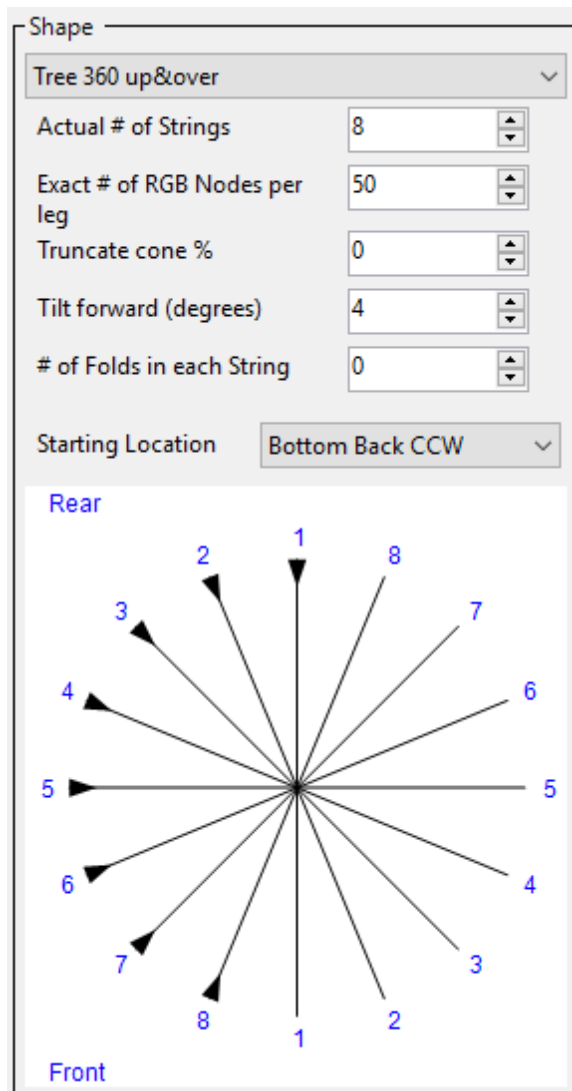 Shape
Tree 360 up&over
Actual # of Strings 8
Exact # of RGB Nodes per 50
leg
Truncate cone % 0
Tilt forward (degrees) 4
# of Folds in each String 0
Starting Location Bottom Back CCW
Rear
1
2 8
3 7
4 6
5 5
6 4
7 3
8 2
1
Front